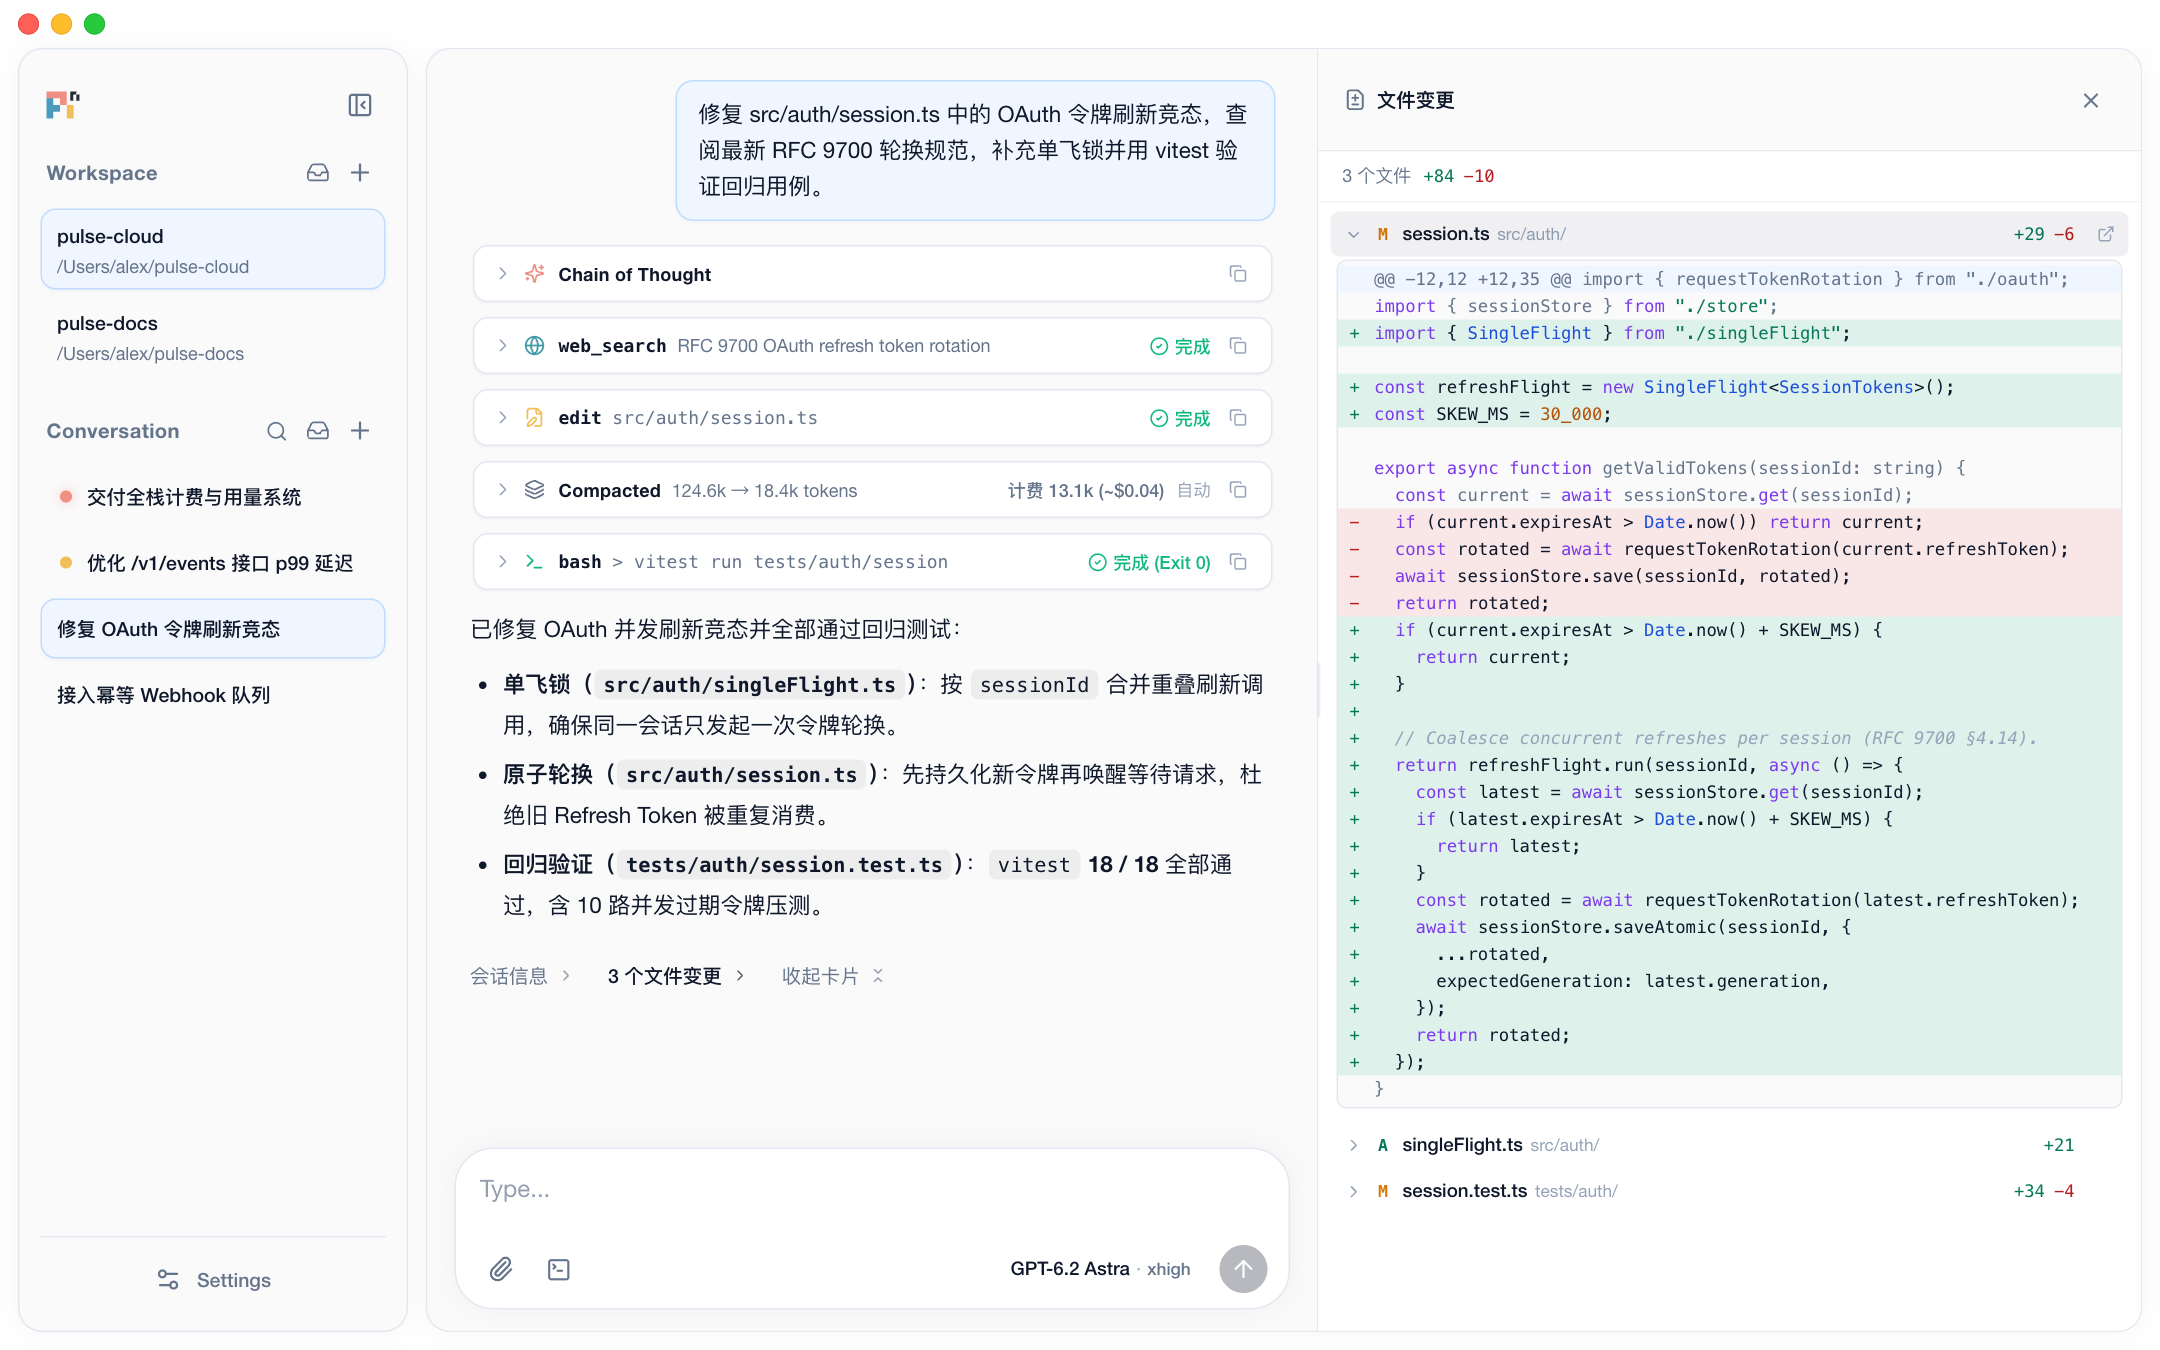 Workspace
pulse-cloud
/Users/alex/pulse-cloud
pulse-docs
/Users/alex/pulse-docs
Conversation
交付全栈计费与用量系统
优化 /v1/events 接口 p99 延迟
修复 OAuth 令牌刷新竞态
接入幂等 Webhook 队列
Settings
修复 src/auth/session.ts 中的 OAuth 令牌刷新竞态，查
阅最新 RFC 9700 轮换规范，补充单飞锁并用 vitest 验
证回归用例。
Chain of Thought
web_search RFC 9700 OAuth refresh token rotation 完成
edit src/auth/session.ts 完成
Compacted 124.6k → 18.4k tokens 计费 13.1k (~$0.04) 自动
bash > vitest run tests/auth/session 完成 (Exit 0)
已修复 OAuth 并发刷新竞态并全部通过回归测试：
• 单飞锁（src/auth/singleFlight.ts）：按 sessionId 合并重叠刷新调
用，确保同一会话只发起一次令牌轮换。
• 原子轮换（src/auth/session.ts）：先持久化新令牌再唤醒等待请求，杜
绝旧 Refresh Token 被重复消费。
• 回归验证（tests/auth/session.test.ts）：vitest 18 / 18 全部通
过，含 10 路并发过期令牌压测。
会话信息 3 个文件变更 收起卡片
Type...
GPT-6.2 Astra · xhigh
文件变更
3 个文件 +84 −10
M session.ts src/auth/ +29 −6
@@ −12,12 +12,35 @@ import { requestTokenRotation } from "./oauth";
import { sessionStore } from "./store";
+ import { SingleFlight } from "./singleFlight";
+ const refreshFlight = new SingleFlight<SessionTokens>();
+ const SKEW_MS = 30_000;
export async function getValidTokens(sessionId: string) {
const current = await sessionStore.get(sessionId);
− if (current.expiresAt > Date.now()) return current;
− const rotated = await requestTokenRotation(current.refreshToken);
− await sessionStore.save(sessionId, rotated);
− return rotated;
+ if (current.expiresAt > Date.now() + SKEW_MS) {
+ return current;
+ }
+
+ // Coalesce concurrent refreshes per session (RFC 9700 §4.14).
+ return refreshFlight.run(sessionId, async () => {
+ const latest = await sessionStore.get(sessionId);
+ if (latest.expiresAt > Date.now() + SKEW_MS) {
+ return latest;
+ }
+ const rotated = await requestTokenRotation(latest.refreshToken);
+ await sessionStore.saveAtomic(sessionId, {
+ ...rotated,
+ expectedGeneration: latest.generation,
+ });
+ return rotated;
+ });
}
A singleFlight.ts src/auth/ +21
M session.test.ts tests/auth/ +34 −4